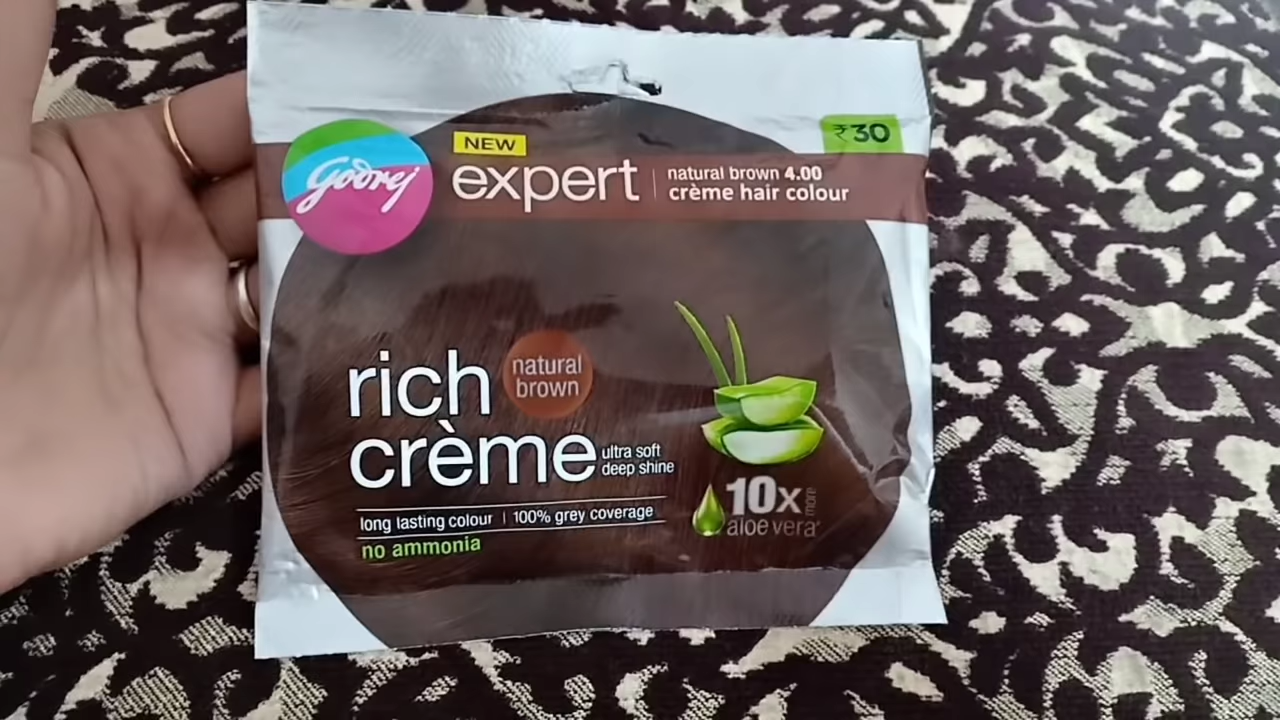 Godrej
NEW
expert
natural brown 4.00
crème hair colour
₹30
rich
crème
natural
brown
ultra soft
deep shine
long lasting colour | 100% grey coverage
no ammonia
10x more
aloe vera*